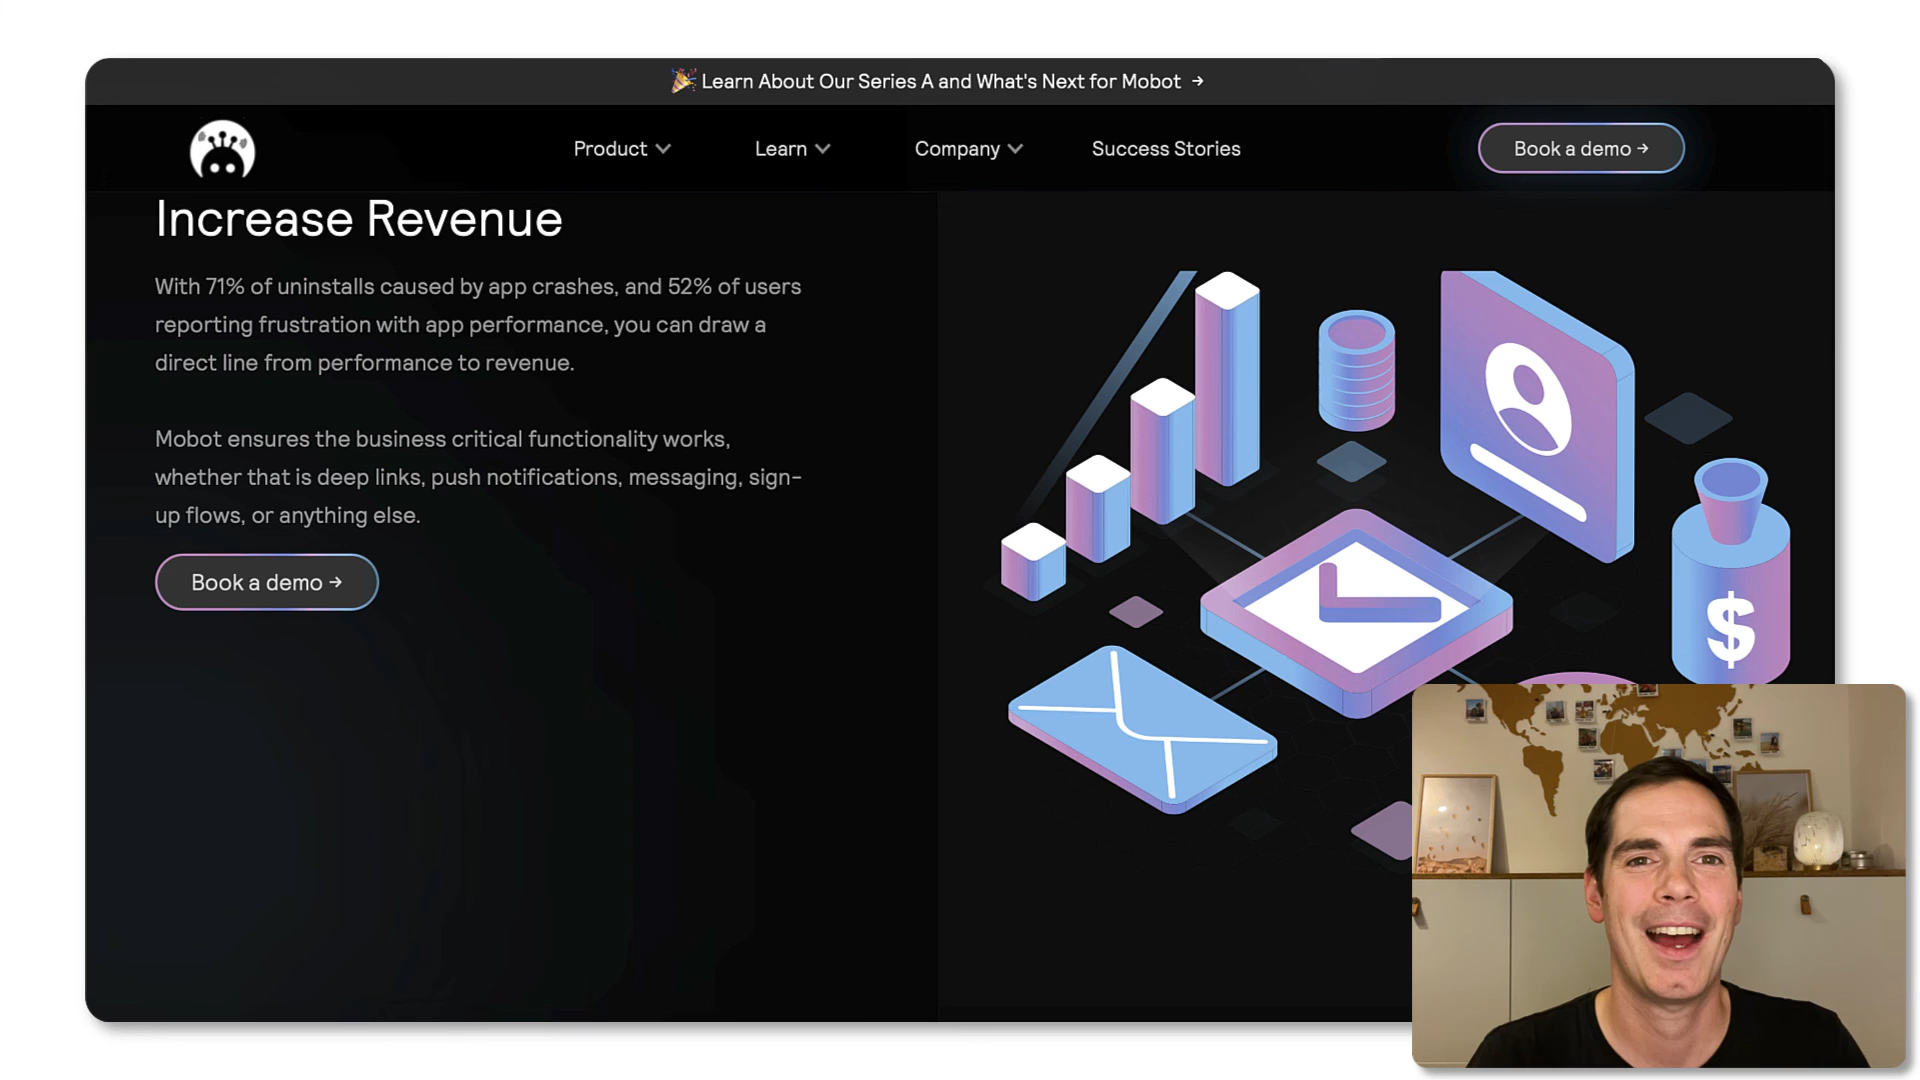 🎉 Learn About Our Series A and What's Next for Mobot →
Product
Learn
Company
Success Stories
Book a demo →
Increase Revenue
With 71% of uninstalls caused by app crashes, and 52% of users
reporting frustration with app performance, you can draw a
direct line from performance to revenue.
Mobot ensures the business critical functionality works,
whether that is deep links, push notifications, messaging, sign-
up flows, or anything else.
Book a demo →
$